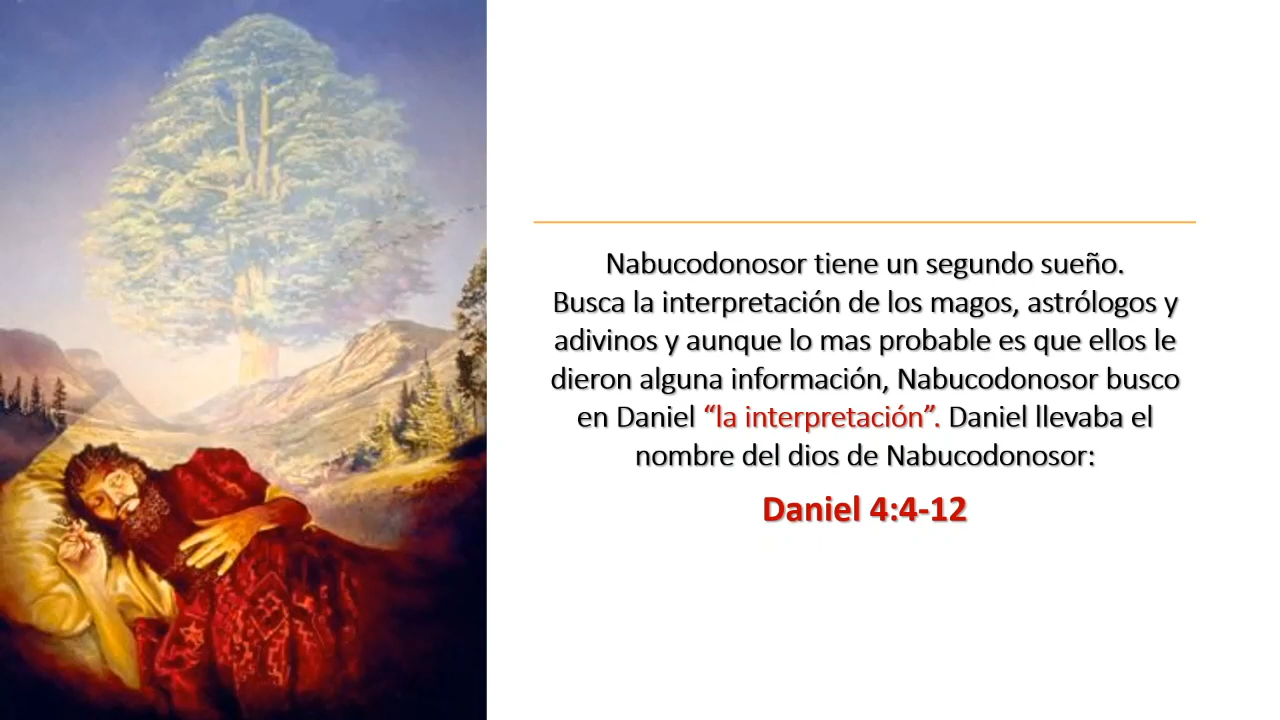 Nabucodonosor tiene un segundo sueño.
Busca la interpretación de los magos, astrólogos y
adivinos y aunque lo mas probable es que ellos le
dieron alguna información, Nabucodonosor busco
en Daniel “la interpretación”. Daniel llevaba el
nombre del dios de Nabucodonosor:
Daniel 4:4-12